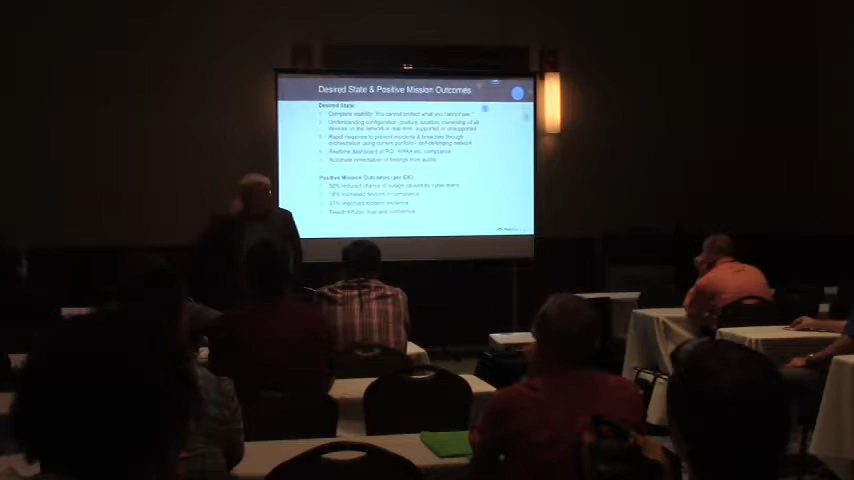 Desired State & Positive Mission Outcomes
Desired State:
Complete visibility: You cannot protect what you cannot see
Understanding configuration, posture, location, ownership of all
devices on the network in real-time, supported or unsupported
Rapid response to prevent incidents & breaches through
orchestration using current portfolio - self-defending network
Realtime dashboard of PCI, HIPAA etc. compliance
Automate remediation of findings from audits
Positive Mission Outcomes (per IDC)
reduced chance of outage caused by cyber event
18% increased devices in compliance
improved incident
Public trust and confidence